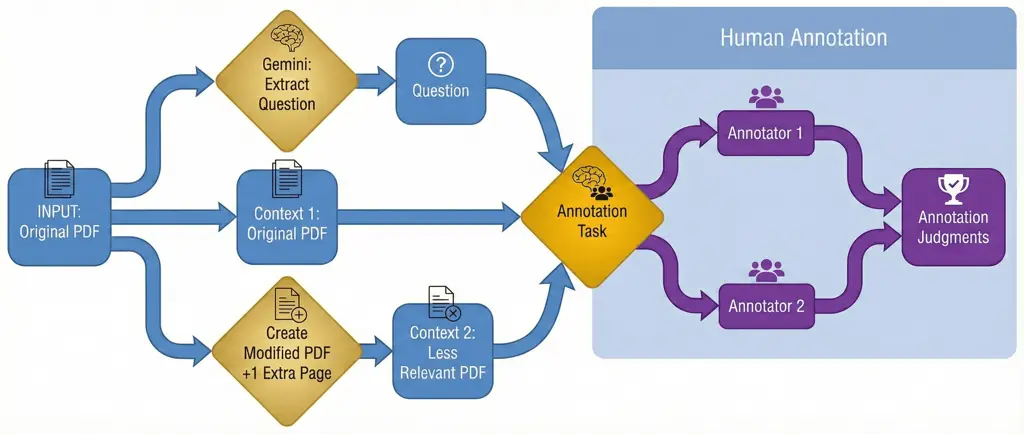 Human Annotation
Gemini:
Extract
Question
Question
Annotator 1
INPUT:
Original PDF
Context 1:
Original PDF
Annotation
Task
Annotation
Judgments
Create
Modified PDF
+1 Extra Page
Context 2:
Less
Relevant PDF
Annotator 2